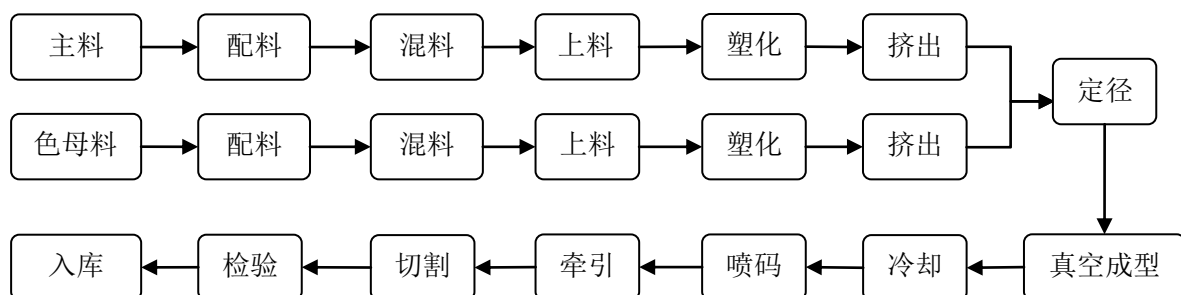 主料 配料 混料 上料 塑化 挤出
定径
色母料 配料 混料 上料 塑化 挤出
入库 检验 切割 牵引 喷码 冷却 真空成型